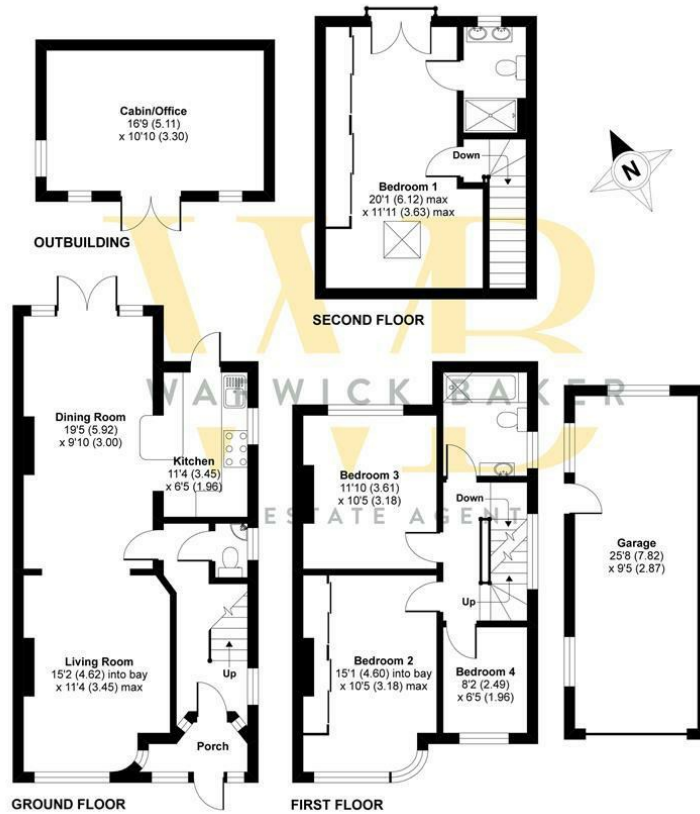 Cabin/Office
16'9 (5.11)
x 10'10 (3.30)
OUTBUILDING
Down
Bedroom 1
20'1 (6.12) max
x 11'11 (3.63) max
SECOND FLOOR
N
WB
WARWICK BAKER
ESTATE AGENT
Dining Room
19'5 (5.92)
x 9'10 (3.00)
Kitchen
11'4 (3.45)
x 6'5 (1.96)
Living Room
15'2 (4.62) into bay
x 11'4 (3.45) max
Up
Porch
GROUND FLOOR
Bedroom 3
11'10 (3.61)
x 10'5 (3.18)
Down
Up
Bedroom 2
15'1 (4.60) into bay
x 10'5 (3.18) max
Bedroom 4
8'2 (2.49)
x 6'5 (1.96)
FIRST FLOOR
Garage
25'8 (7.82)
x 9'5 (2.87)